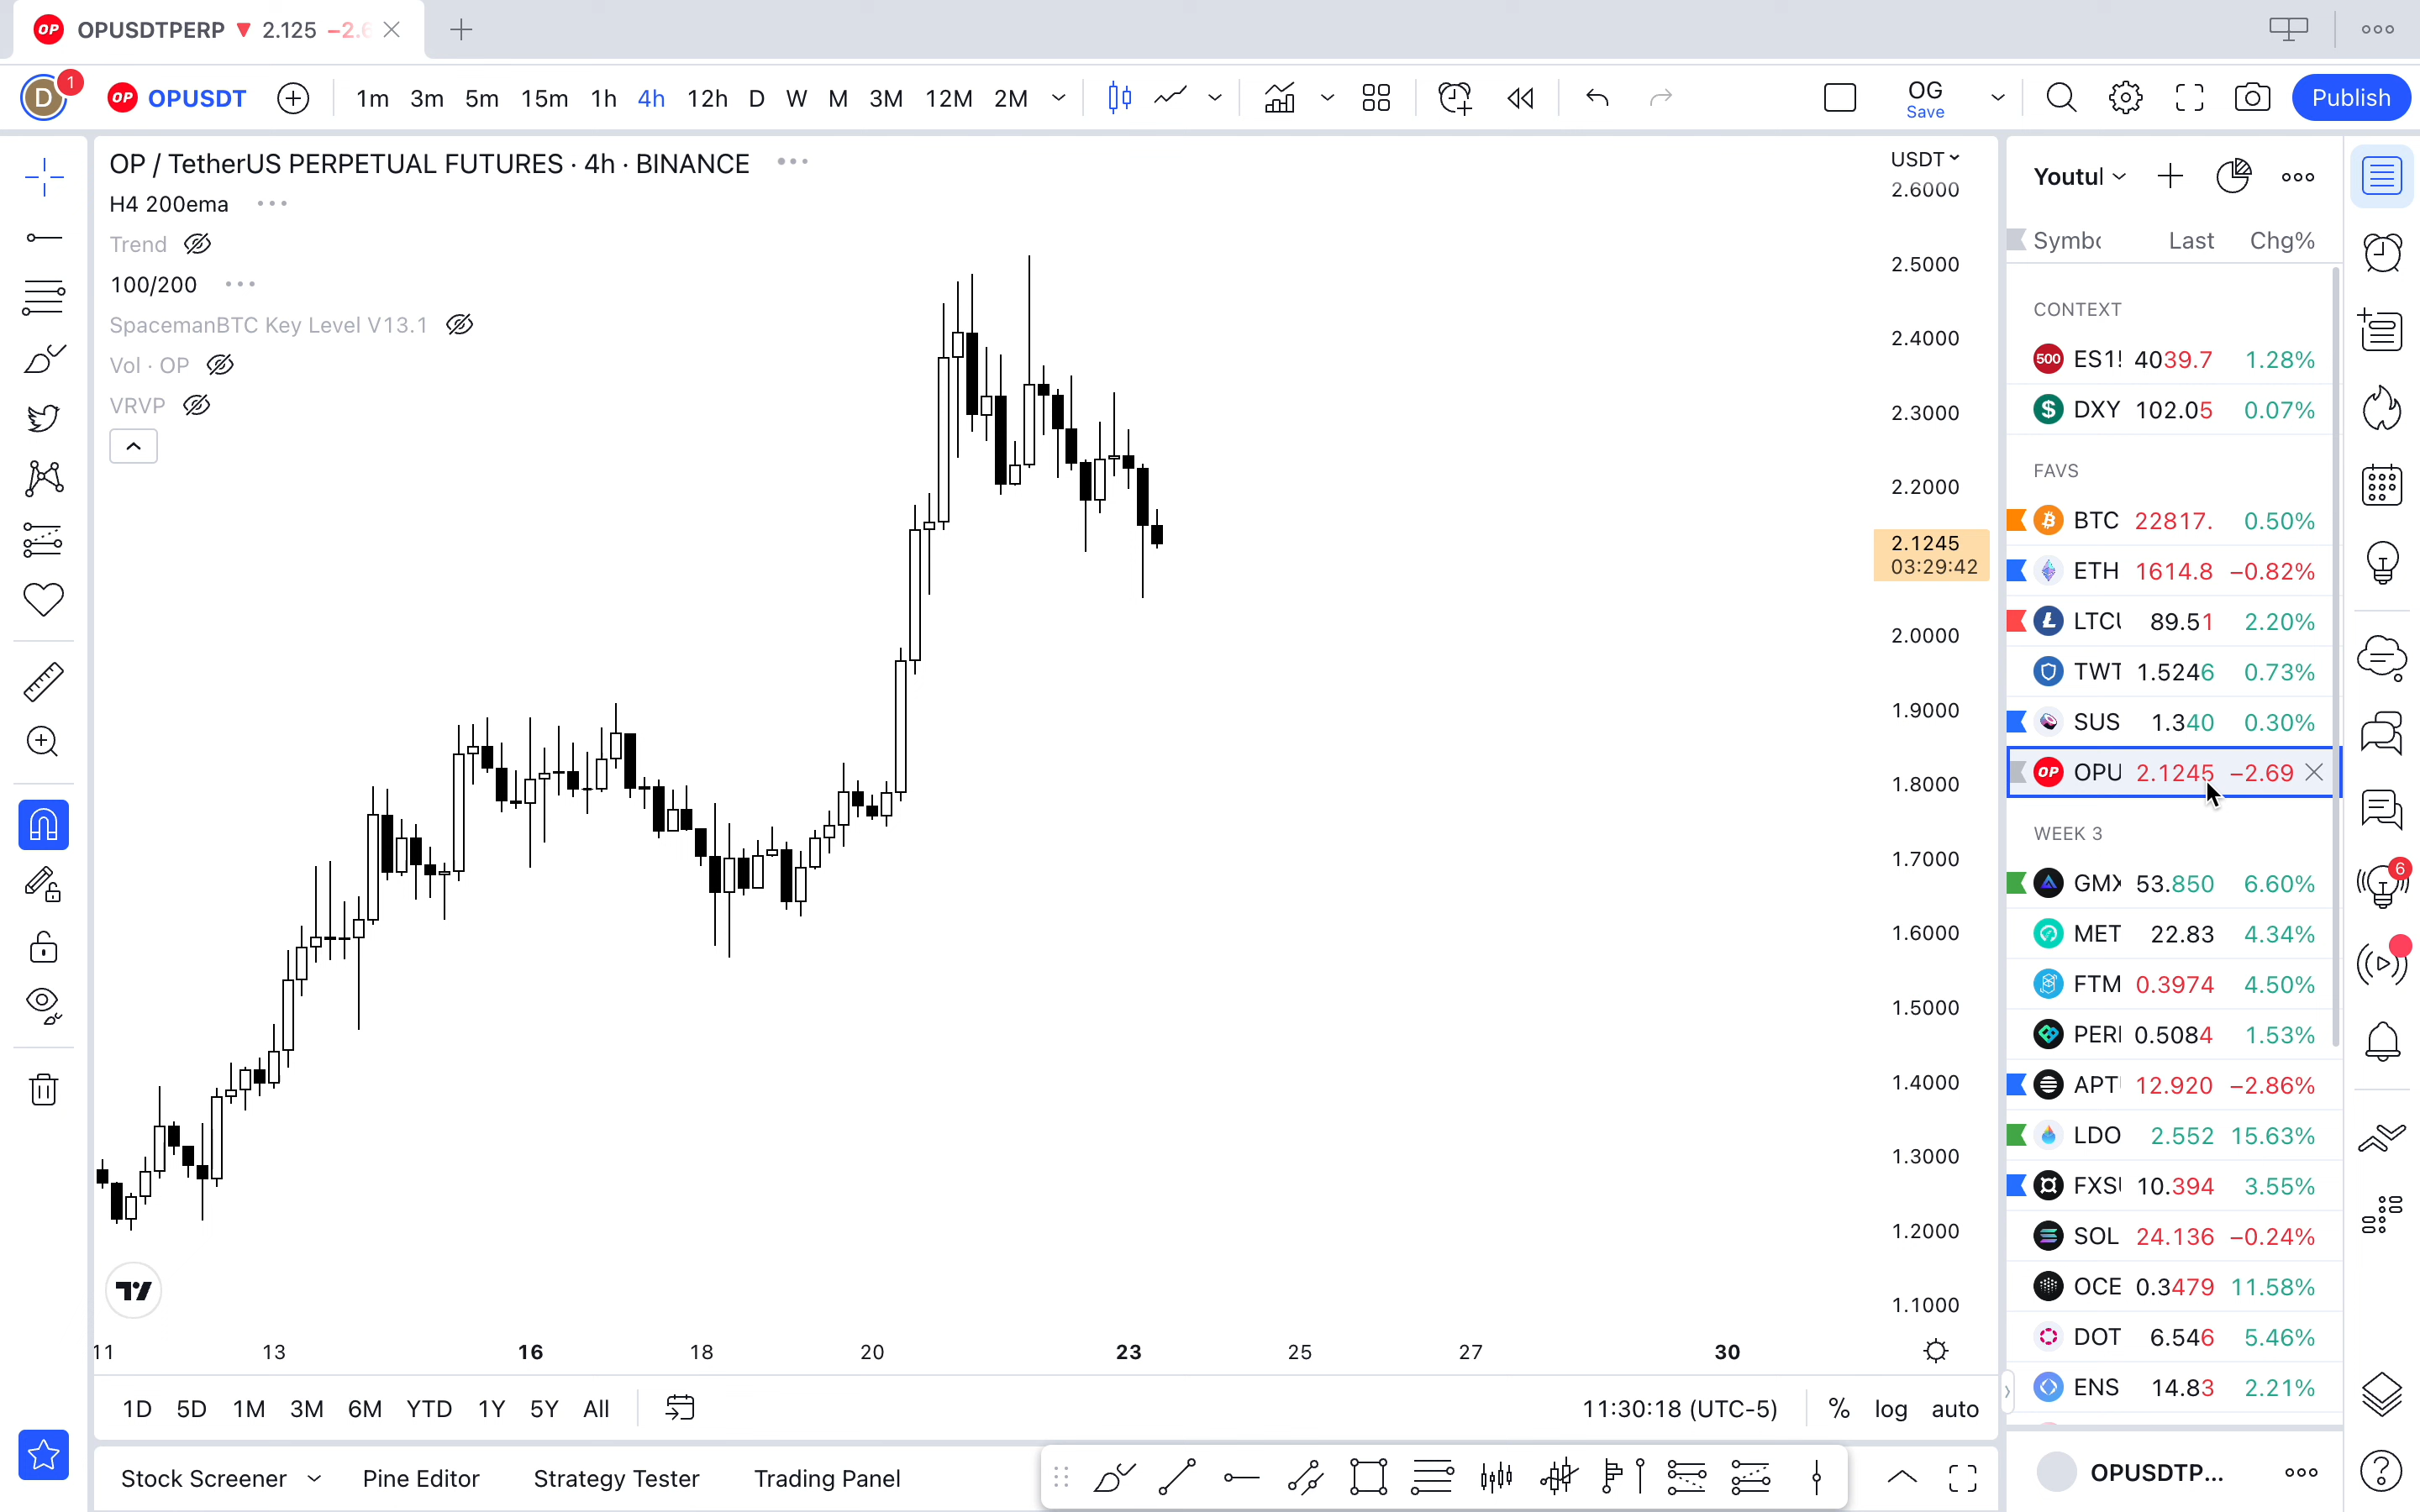 OP OPUSDTPERP ▼ 2.125 −2.6
D 1 OP OPUSDT 1m 3m 5m 15m 1h 4h 12h D W M 3M 12M 2M OG Save Publish
OP / TetherUS PERPETUAL FUTURES · 4h · BINANCE
H4 200ema
Trend
100/200
SpacemanBTC Key Level V13.1
Vol · OP
VRVP
USDT
2.6000
2.5000
2.4000
2.3000
2.2000
2.1245
03:29:42
2.0000
1.9000
1.8000
1.7000
1.6000
1.5000
1.4000
1.3000
1.2000
1.1000
11 13 16 18 20 23 25 27 30
1D 5D 1M 3M 6M YTD 1Y 5Y All 11:30:18 (UTC-5) % log auto
Stock Screener Pine Editor Strategy Tester Trading Panel
Youtul
Symbc Last Chg%
CONTEXT
500 ES1! 4039.7 1.28%
DXY 102.05 0.07%
FAVS
BTC 22817. 0.50%
ETH 1614.8 −0.82%
LTCU 89.51 2.20%
TWT 1.5246 0.73%
SUS 1.340 0.30%
OP OPU 2.1245 −2.69
WEEK 3
GMX 53.850 6.60%
MET 22.83 4.34%
FTM 0.3974 4.50%
PERI 0.5084 1.53%
APT 12.920 −2.86%
LDO 2.552 15.63%
FXS 10.394 3.55%
SOL 24.136 −0.24%
OCE 0.3479 11.58%
DOT 6.546 5.46%
ENS 14.83 2.21%
OPUSDTP...
6